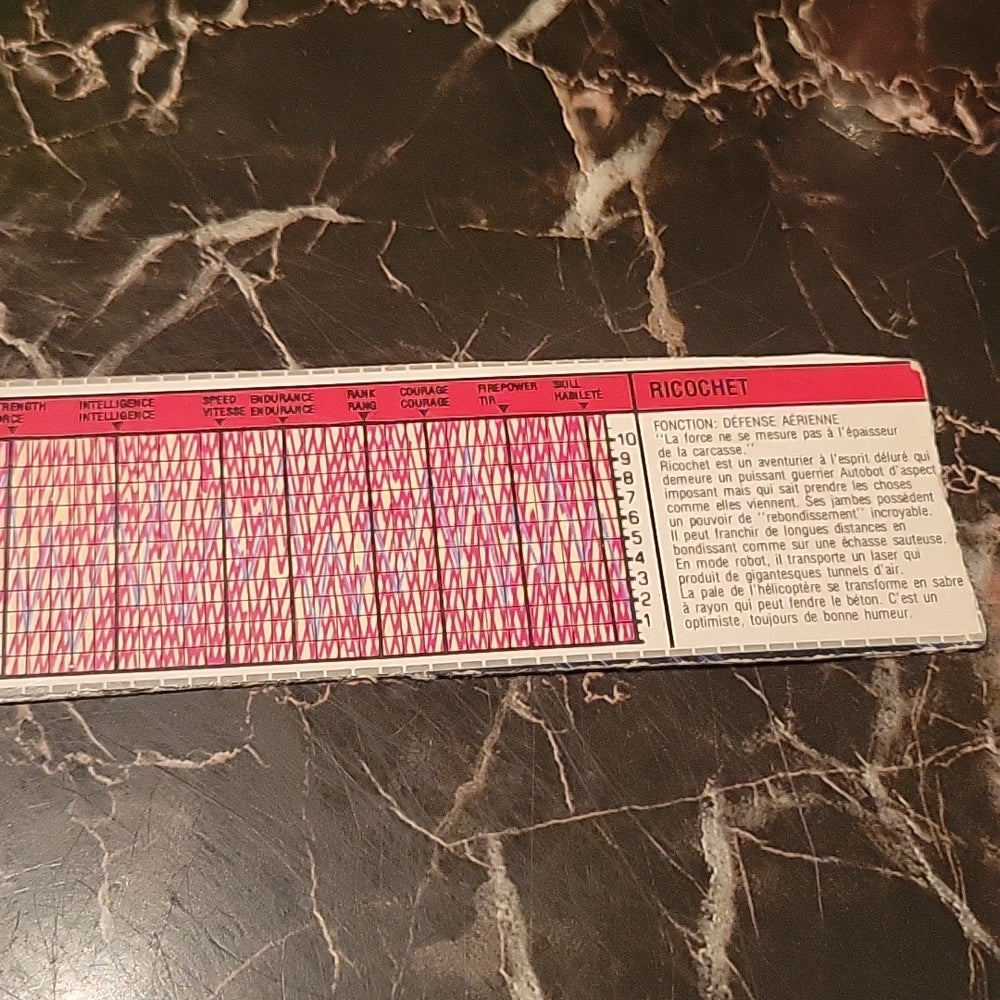 INTELLIGENCE
INTELLIGENCE
SPEED
VITESSE
ENDURANCE
ENDURANCE
RANK
RANG
COURAGE
COURAGE
FIREPOWER
TIR
SKILL
HABILETÉ
10
9
8
7
6
5
4
3
2
1
RICOCHET
FONCTION: DÉFENSE AÉRIENNE
"La force ne se mesure pas à l'épaisseur
de la carcasse."
Ricochet est un aventurier à l'esprit déluré qui
demeure un puissant guerrier Autobot d'aspect
imposant mais qui sait prendre les choses
comme elles viennent. Ses jambes possèdent
un pouvoir de "rebondissement" incroyable.
Il peut franchir de longues distances en
bondissant comme sur une échasse sauteuse.
En mode robot, il transporte un laser qui
produit de gigantesques tunnels d'air.
La pale de l'hélicoptère se transforme en sabre
à rayon qui peut fendre le béton. C'est un
optimiste, toujours de bonne humeur.